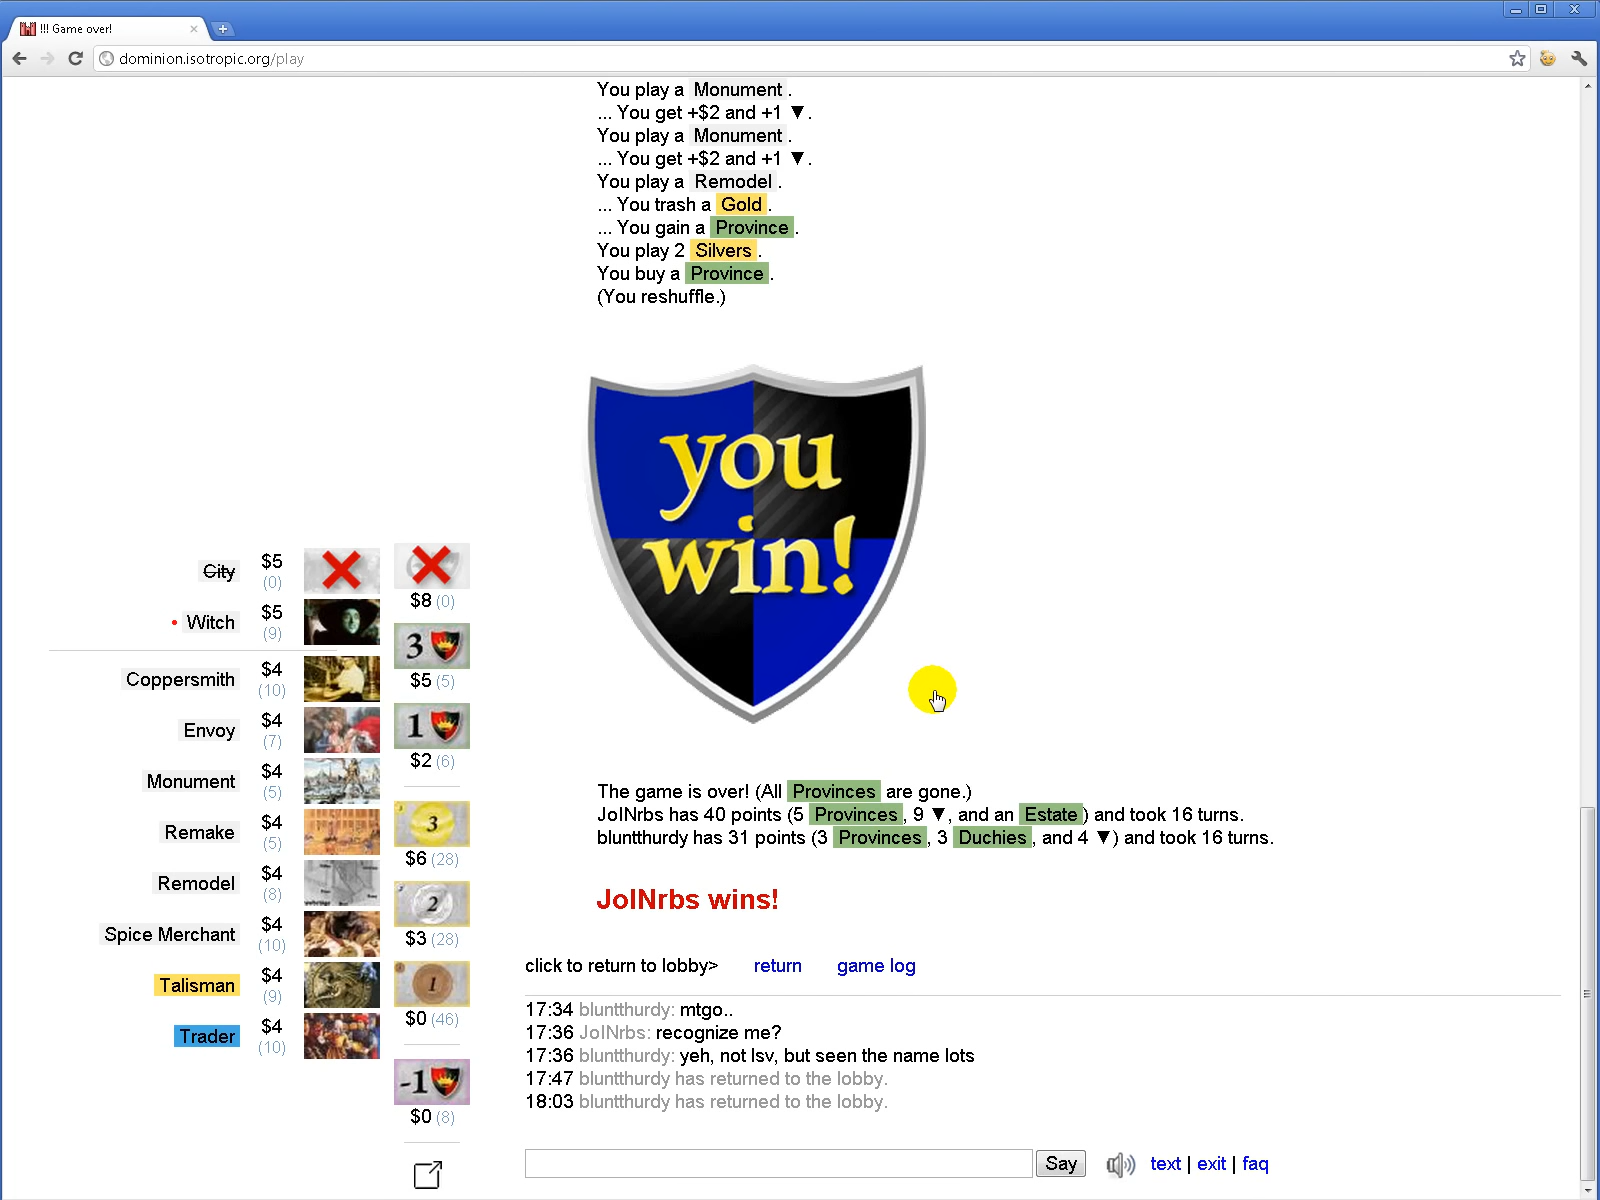 !!! Game over!
dominion.isotropic.org/play
You play a Monument .
... You get +$2 and +1 ▼.
You play a Monument .
... You get +$2 and +1 ▼.
You play a Remodel .
... You trash a Gold .
... You gain a Province .
You play 2 Silvers .
You buy a Province .
(You reshuffle.)
you
win!
City $5 (0)
Witch $5 (9)
Coppersmith $4 (10)
Envoy $4 (7)
Monument $4 (5)
Remake $4 (5)
Remodel $4 (8)
Spice Merchant $4 (10)
Talisman $4 (9)
Trader $4 (10)
$8 (0)
3
$5 (5)
1
$2 (6)
3
$6 (28)
2
$3 (28)
1
$0 (46)
-1
$0 (8)
The game is over! (All Provinces are gone.)
JoINrbs has 40 points (5 Provinces , 9 ▼, and an Estate ) and took 16 turns.
bluntthurdy has 31 points (3 Provinces , 3 Duchies , and 4 ▼) and took 16 turns.
JoINrbs wins!
click to return to lobby> return game log
17:34 bluntthurdy: mtgo..
17:36 JoINrbs: recognize me?
17:36 bluntthurdy: yeh, not lsv, but seen the name lots
17:47 bluntthurdy has returned to the lobby.
18:03 bluntthurdy has returned to the lobby.
Say text | exit | faq